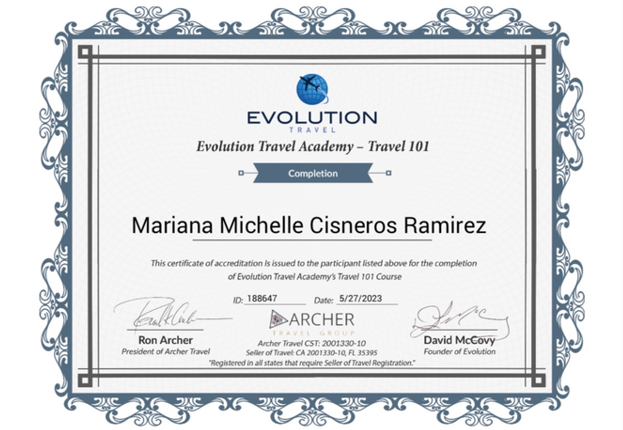 EVOLUTION
TRAVEL
Evolution Travel Academy – Travel 101
Completion
Mariana Michelle Cisneros Ramirez
This certificate of accreditation Is issued to the participant listed above for the completion
of Evolution Travel Academy's Travel 101 Course
ID: 188647 Date: 5/27/2023
ARCHER
TRAVEL GROUP
Ron Archer
President of Archer Travel
Archer Travel CST: 2001330-10
Seller of Travel: CA 2001330-10, FL 35395
"Registered in all states that require Seller of Travel Registration."
David McCovy
Founder of Evolution